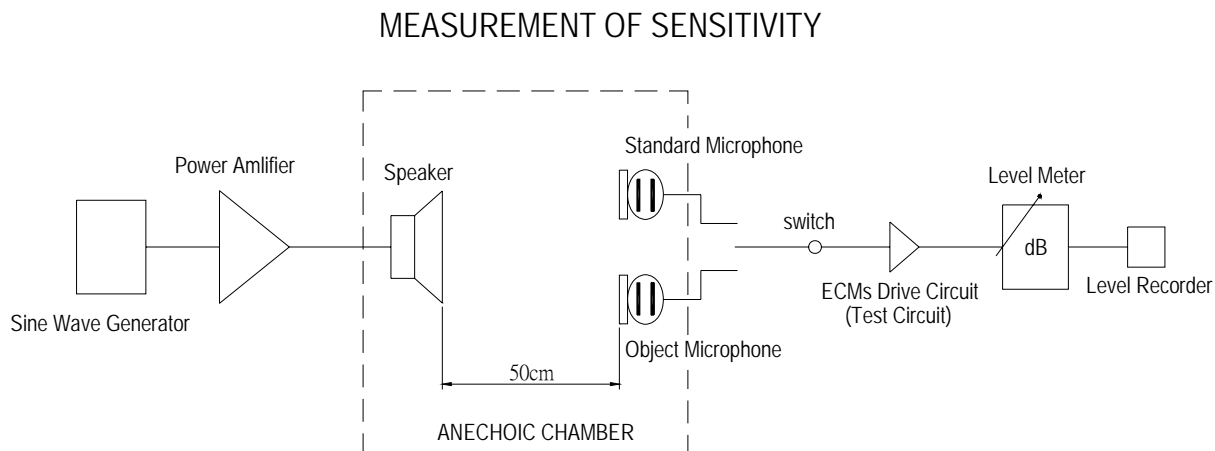 MEASUREMENT OF SENSITIVITY
Standard Microphone
Power Amlifier
Speaker
Level Meter
switch
dB
ECMs Drive Circuit
(Test Circuit)
Level Recorder
Sine Wave Generator
Object Microphone
50cm
ANECHOIC CHAMBER